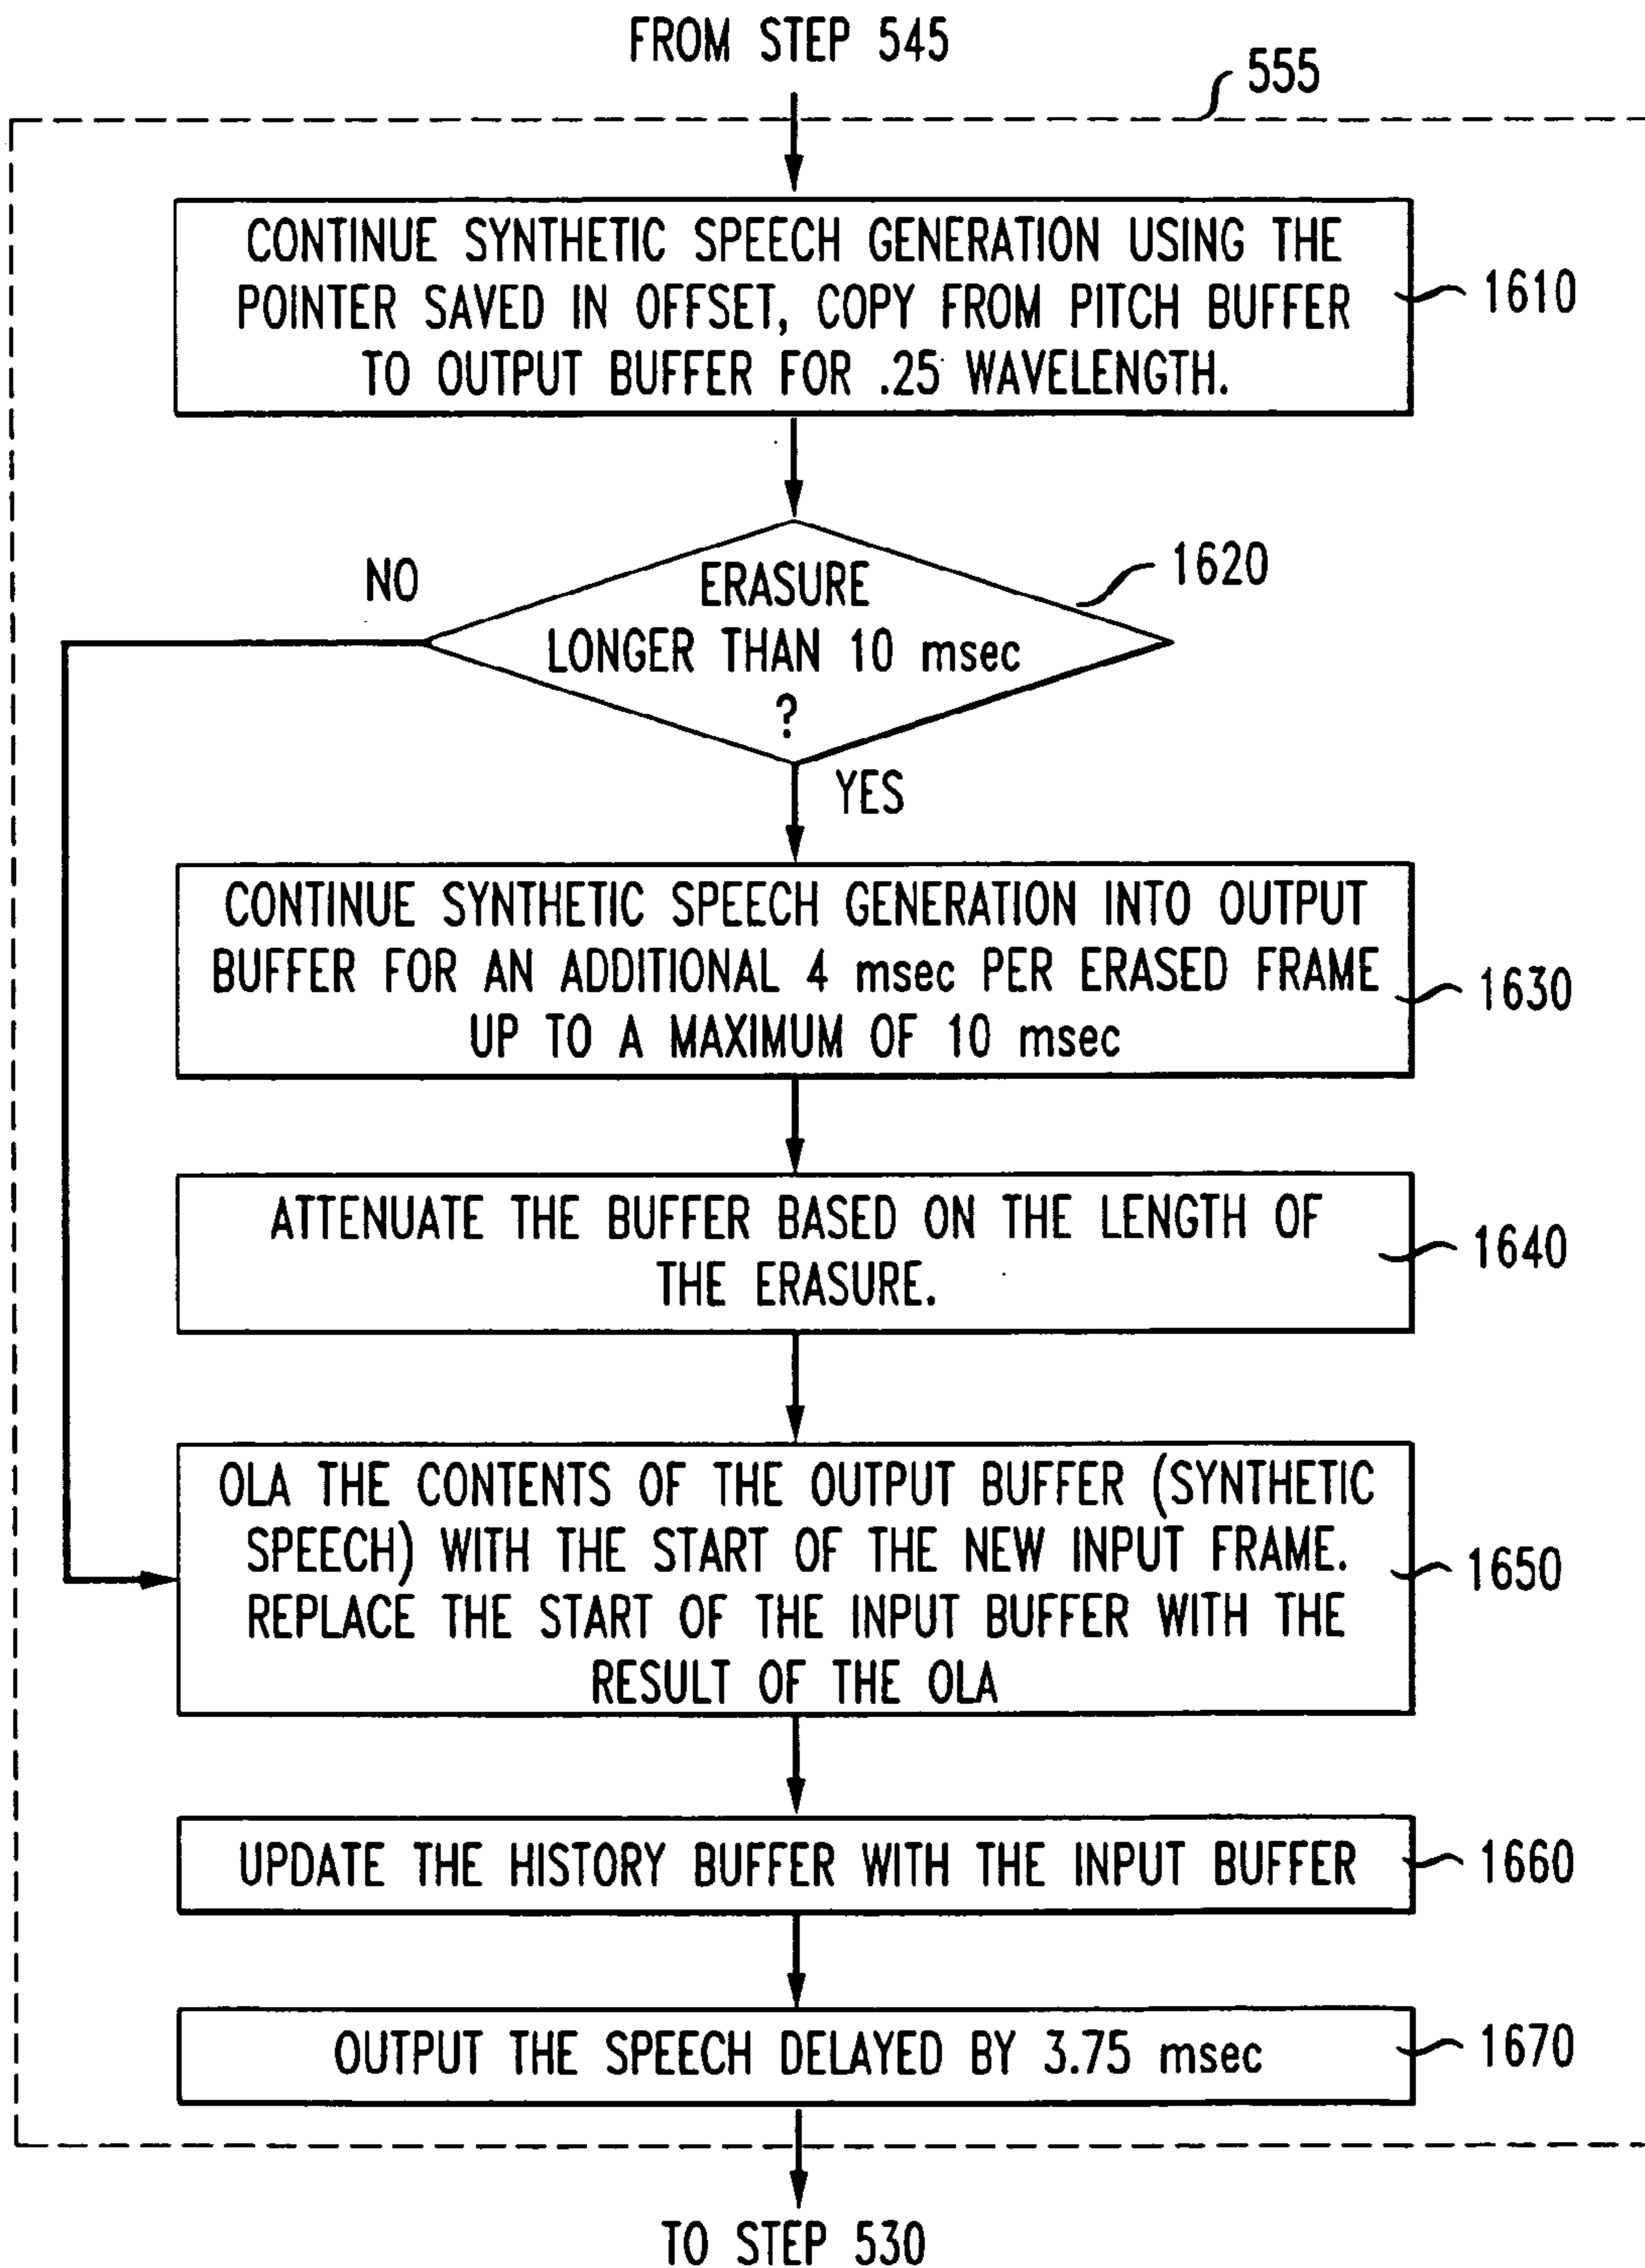 FROM STEP 545
555
CONTINUE SYNTHETIC SPEECH GENERATION USING THE
POINTER SAVED IN OFFSET, COPY FROM PITCH BUFFER
TO OUTPUT BUFFER FOR .25 WAVELENGTH.
1610
NO
ERASURE
LONGER THAN 10 msec
?
1620
YES
CONTINUE SYNTHETIC SPEECH GENERATION INTO OUTPUT
BUFFER FOR AN ADDITIONAL 4 msec PER ERASED FRAME
UP TO A MAXIMUM OF 10 msec
1630
ATTENUATE THE BUFFER BASED ON THE LENGTH OF
THE ERASURE.
1640
OLA THE CONTENTS OF THE OUTPUT BUFFER (SYNTHETIC
SPEECH) WITH THE START OF THE NEW INPUT FRAME.
REPLACE THE START OF THE INPUT BUFFER WITH THE
RESULT OF THE OLA
1650
UPDATE THE HISTORY BUFFER WITH THE INPUT BUFFER
1660
OUTPUT THE SPEECH DELAYED BY 3.75 msec
1670
TO STEP 530